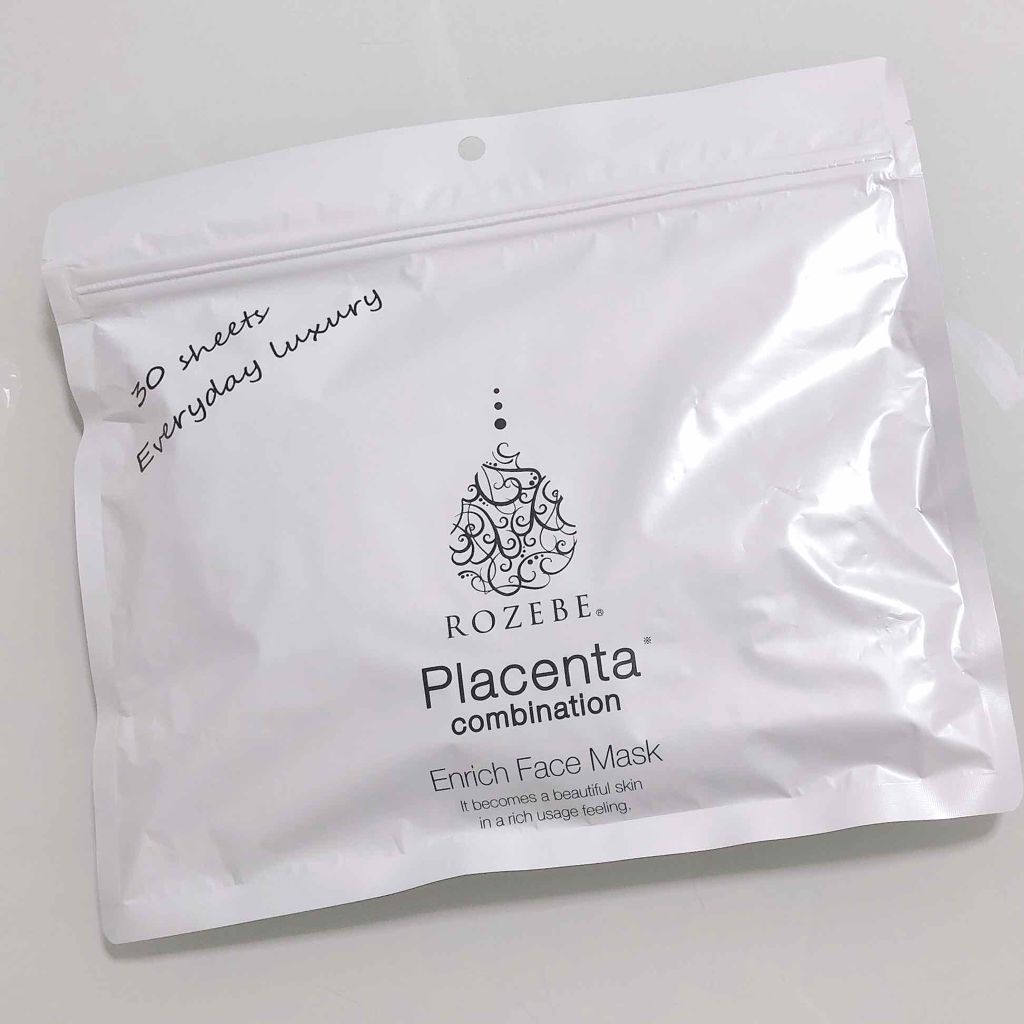 30 sheets
Everyday luxury
ROZEBE®
Placenta※
combination
Enrich Face Mask
It becomes a beautiful skin
in a rich usage feeling.